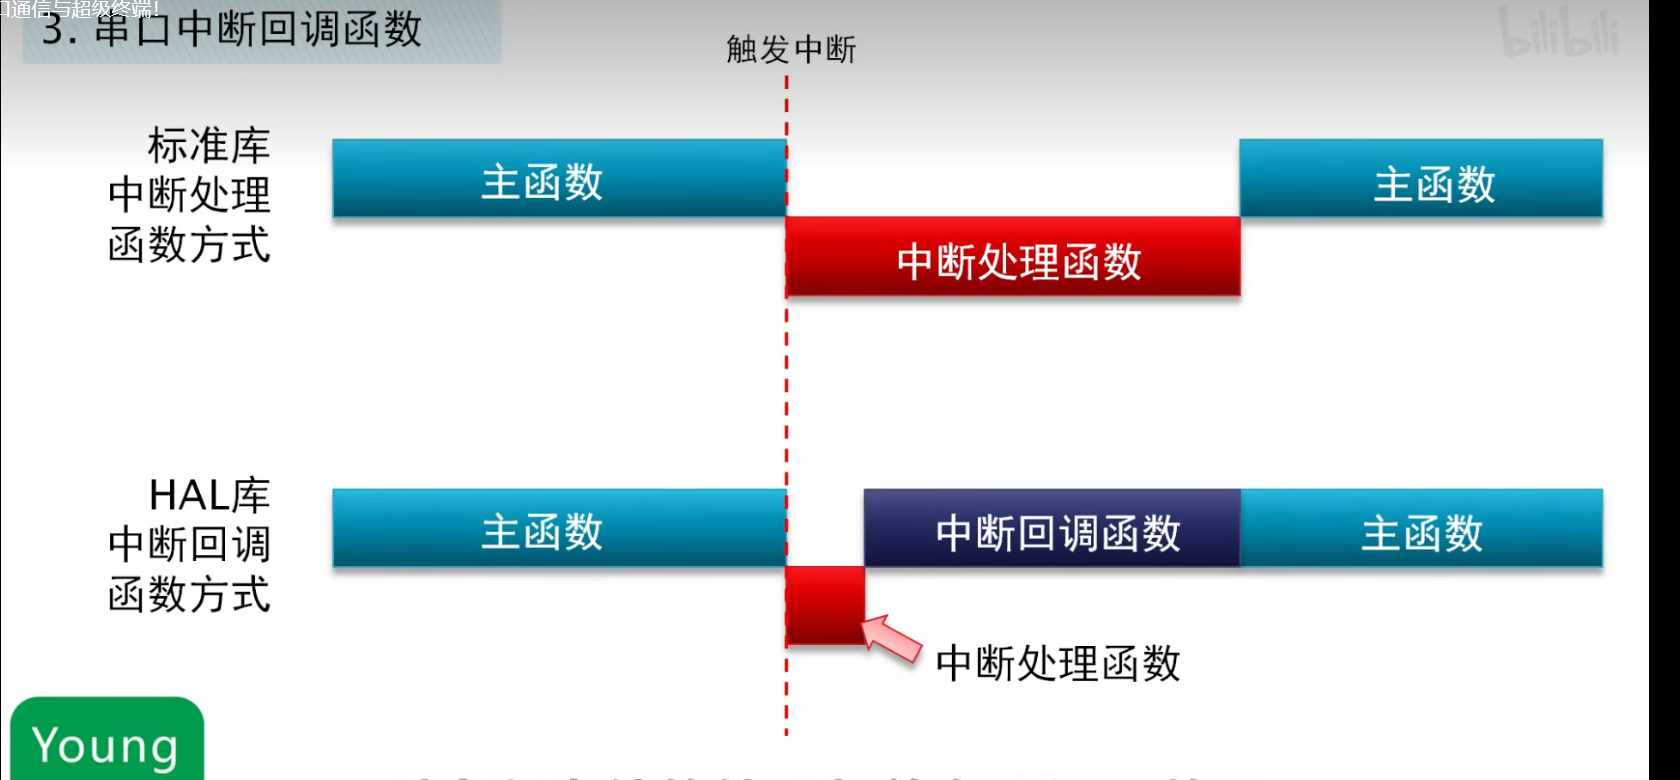 口通信与超级终端!
3. 串口中断回调函数
触发中断
bilibili
标准库
中断处理
函数方式
主函数
主函数
中断处理函数
HAL库
中断回调
函数方式
主函数
中断回调函数
主函数
中断处理函数
Young